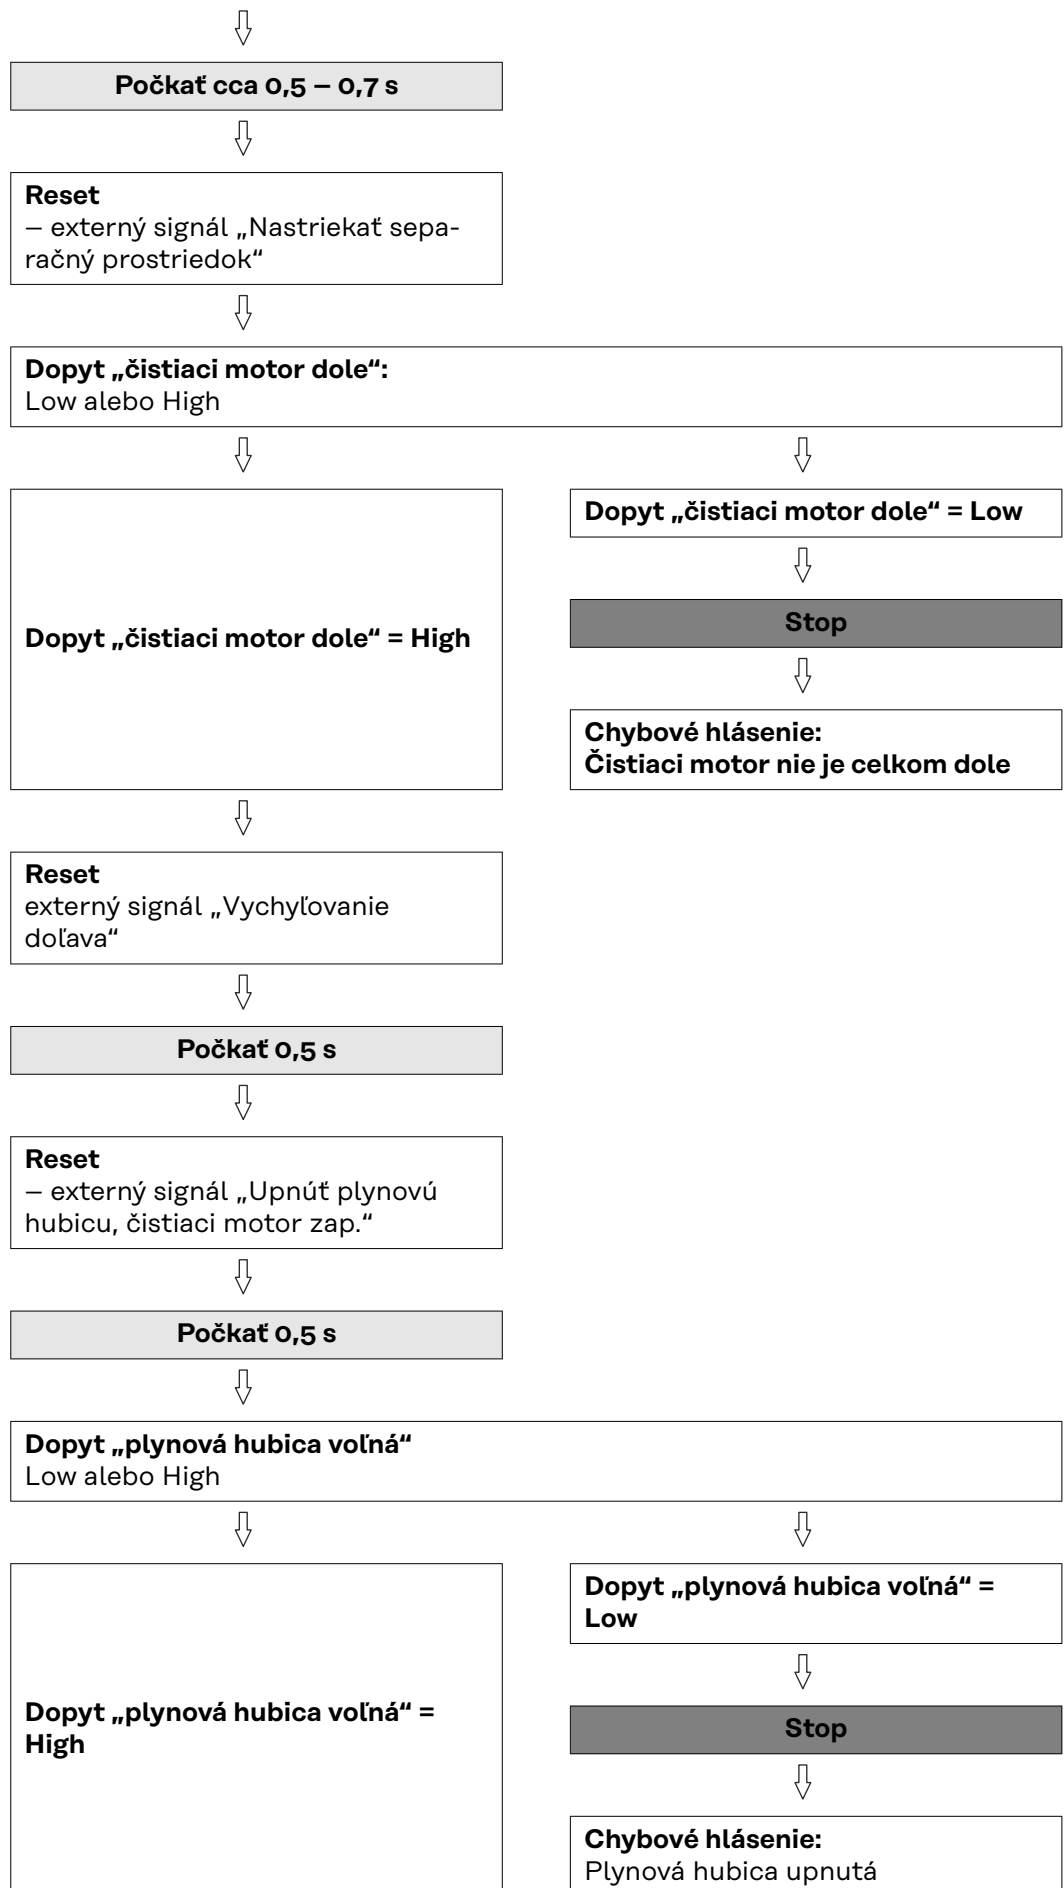 Počkať cca 0,5 – 0,7 s
Reset
– externý signál „Nastriekať sepa-
račný prostriedok“
Dopyt „čistiaci motor dole“:
Low alebo High
Dopyt „čistiaci motor dole“ = High
Dopyt „čistiaci motor dole“ = Low
Stop
Chybové hlásenie:
Čistiaci motor nie je celkom dole
Reset
externý signál „Vychyľovanie
doľava“
Počkať 0,5 s
Reset
– externý signál „Upnúť plynovú
hubicu, čistiaci motor zap.“
Počkať 0,5 s
Dopyt „plynová hubica voľná“
Low alebo High
Dopyt „plynová hubica voľná“ =
High
Dopyt „plynová hubica voľná“ =
Low
Stop
Chybové hlásenie:
Plynová hubica upnutá